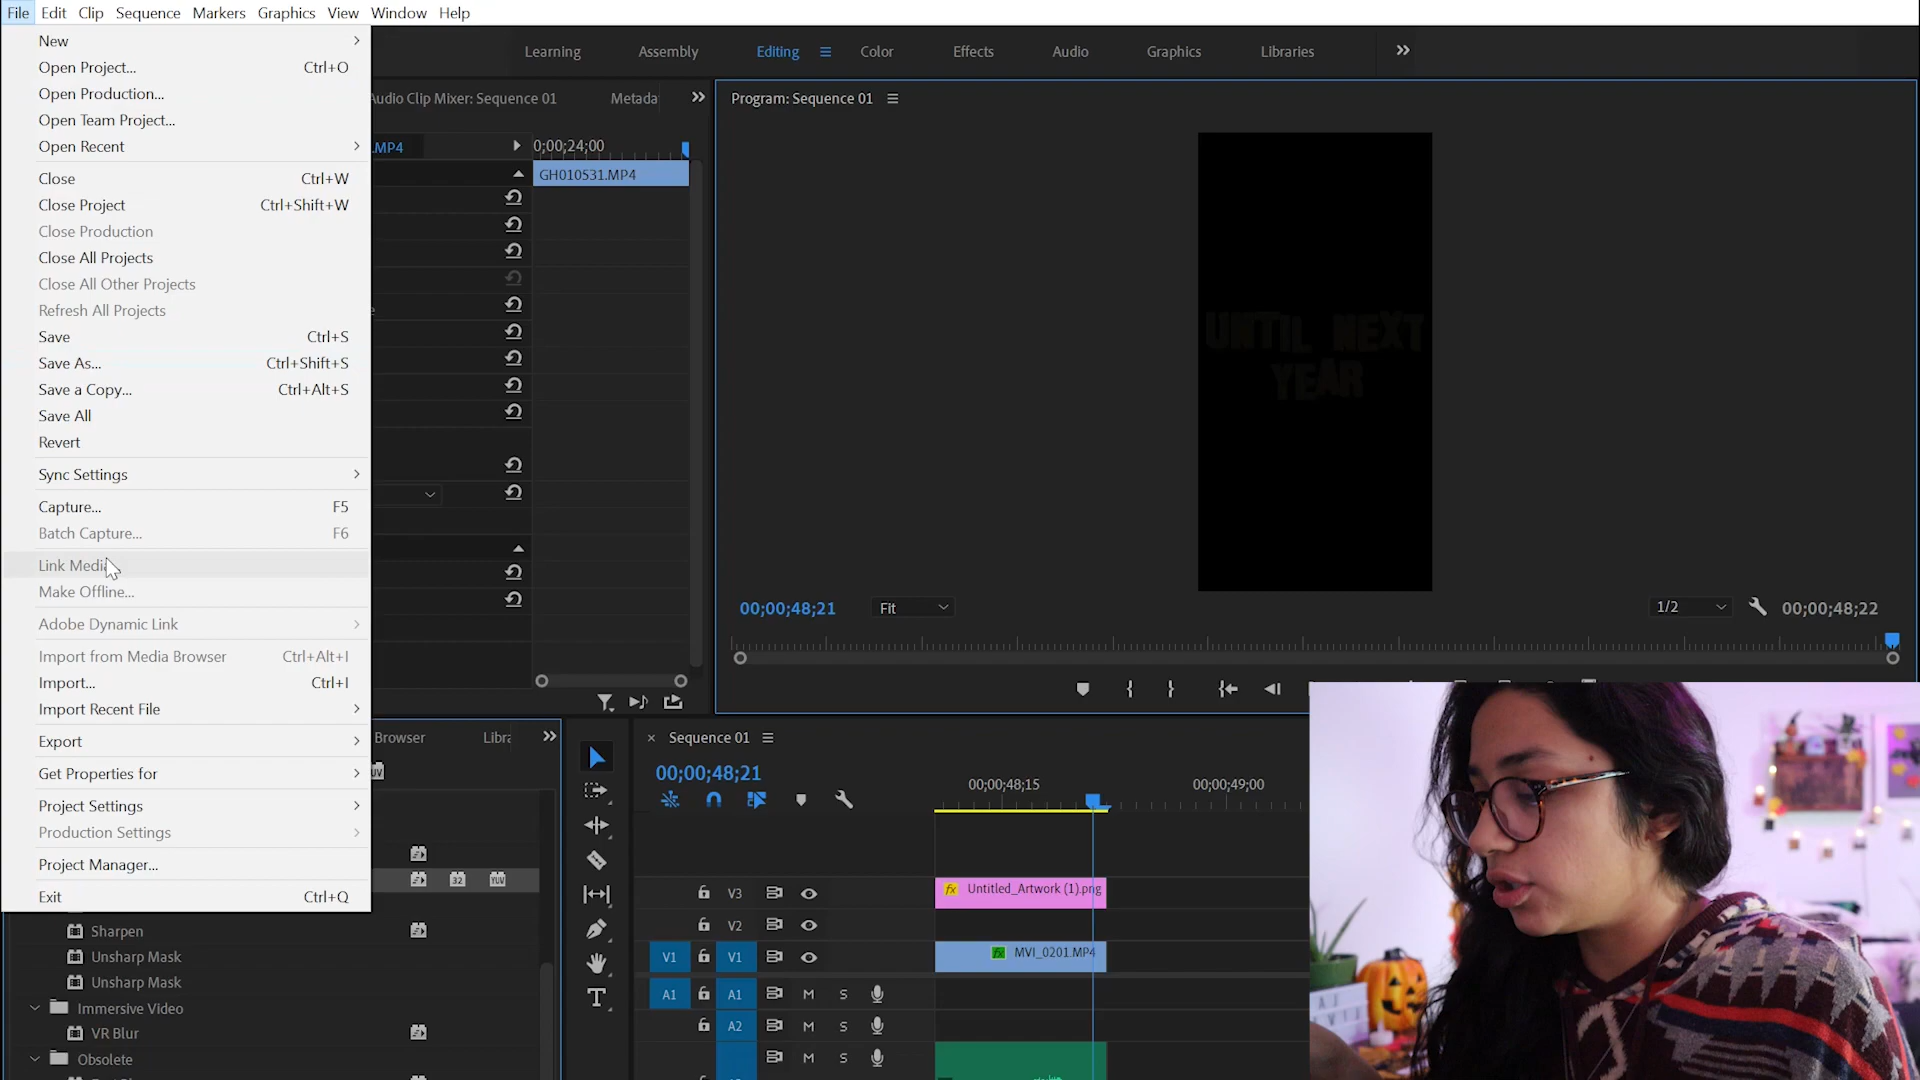 File Edit Clip Sequence Markers Graphics View Window Help
New
Open Project... Ctrl+O
Open Production...
Open Team Project...
Open Recent
Close Ctrl+W
Close Project Ctrl+Shift+W
Close Production
Close All Projects
Close All Other Projects
Refresh All Projects
Save Ctrl+S
Save As... Ctrl+Shift+S
Save a Copy... Ctrl+Alt+S
Save All
Revert
Sync Settings
Capture... F5
Batch Capture... F6
Link Media
Make Offline...
Adobe Dynamic Link
Import from Media Browser Ctrl+Alt+I
Import... Ctrl+I
Import Recent File
Export
Get Properties for
Project Settings
Production Settings
Project Manager...
Exit Ctrl+Q
Learning Assembly Editing Color Effects Audio Graphics Libraries
Audio Clip Mixer: Sequence 01 Metada
.MP4 0;00;24;00
GH010531.MP4
Program: Sequence 01
UNTIL NEXT
YEAR
00;00;48;21 Fit 1/2 00;00;48;22
Browser Libra
32 YUV
Sharpen
Unsharp Mask
Unsharp Mask
Immersive Video
VR Blur
Obsolete
Sequence 01
00;00;48;21
00;00;48;15 00;00;49;00
V3 fx Untitled_Artwork (1).png
V2
V1 V1 fx MVI_0201.MP4
A1 A1 M S
A2 M S
M S